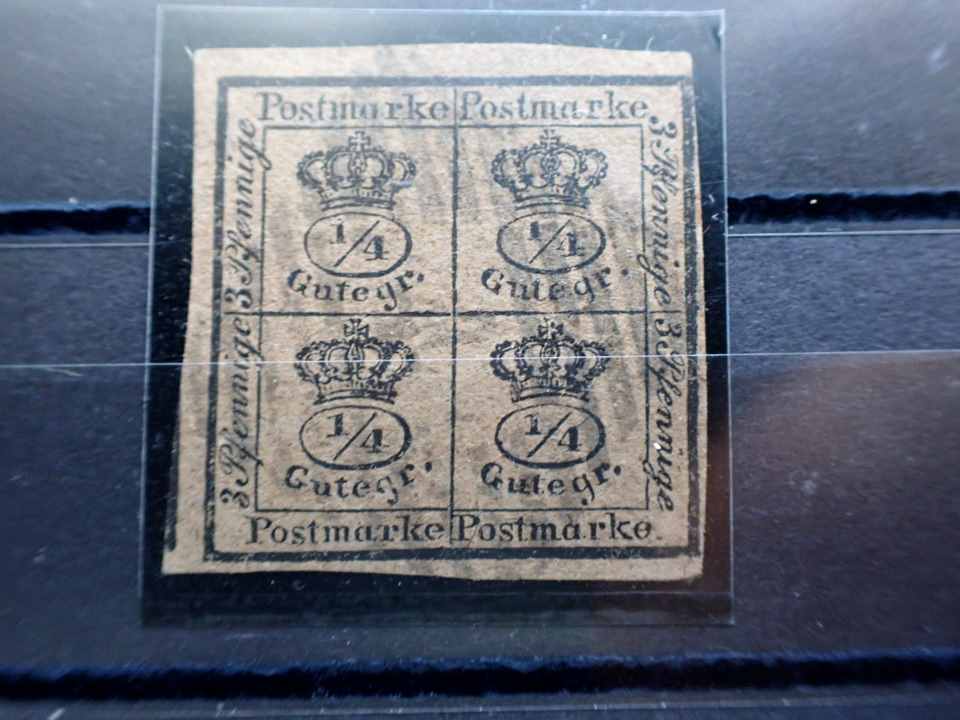 Postmarke Postmarke
3 Pfennige 3 Pfennige
1/4 1/4
Gutegr. Gutegr.
3 Pfennige 3 Pfennige
1/4 1/4
Gutegr. Gutegr.
Postmarke Postmarke.